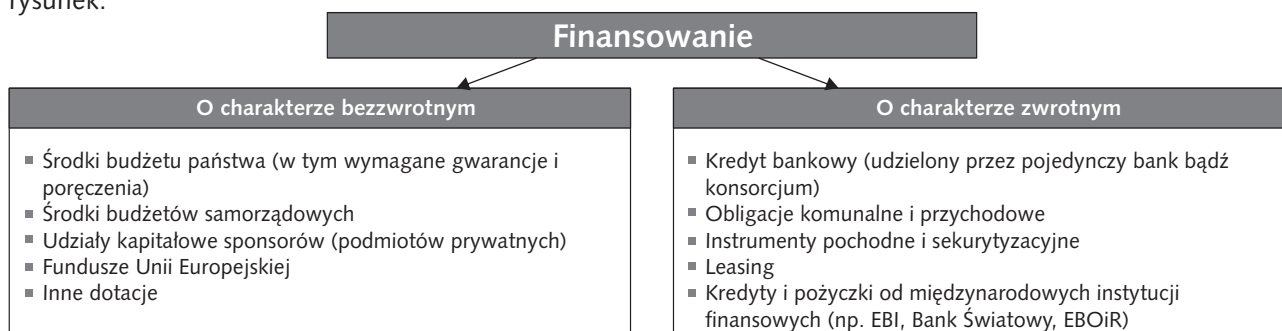 rysunek.
Finansowanie
O charakterze bezzwrotnym
Środki budżetu państwa (w tym wymagane gwarancje i
poręczenia)
Środki budżetów samorządowych
Udziały kapitałowe sponsorów (podmiotów prywatnych)
Fundusze Unii Europejskiej
Inne dotacje
O charakterze zwrotnym
Kredyt bankowy (udzielony przez pojedynczy bank bądź
konsorcjum)
Obligacje komunalne i przychodowe
Instrumenty pochodne i sekurytyzacyjne
Leasing
Kredyty i pożyczki od międzynarodowych instytucji
finansowych (np. EBI, Bank Światowy, EBOiR)